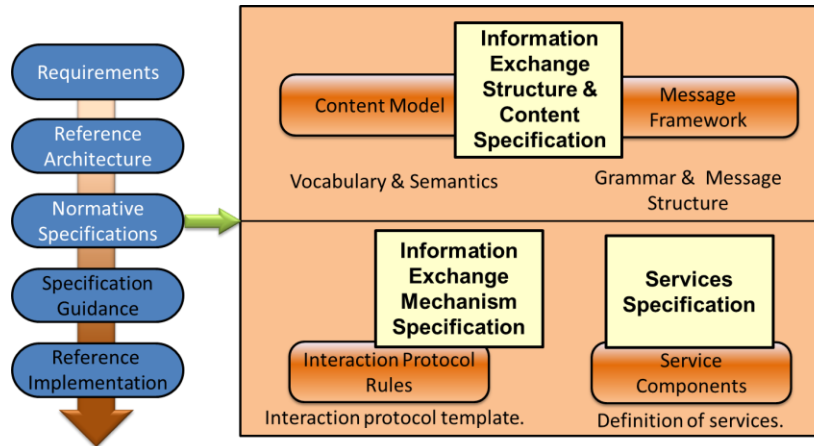 Requirements
Reference
Architecture
Normative
Specifications
Specification
Guidance
Reference
Implementation
Information
Exchange
Structure &
Content
Specification
Content Model
Message
Framework
Vocabulary & Semantics
Grammar & Message
Structure
Information
Exchange
Mechanism
Specification
Services
Specification
Interaction Protocol
Rules
Service
Components
Interaction protocol template.
Definition of services.